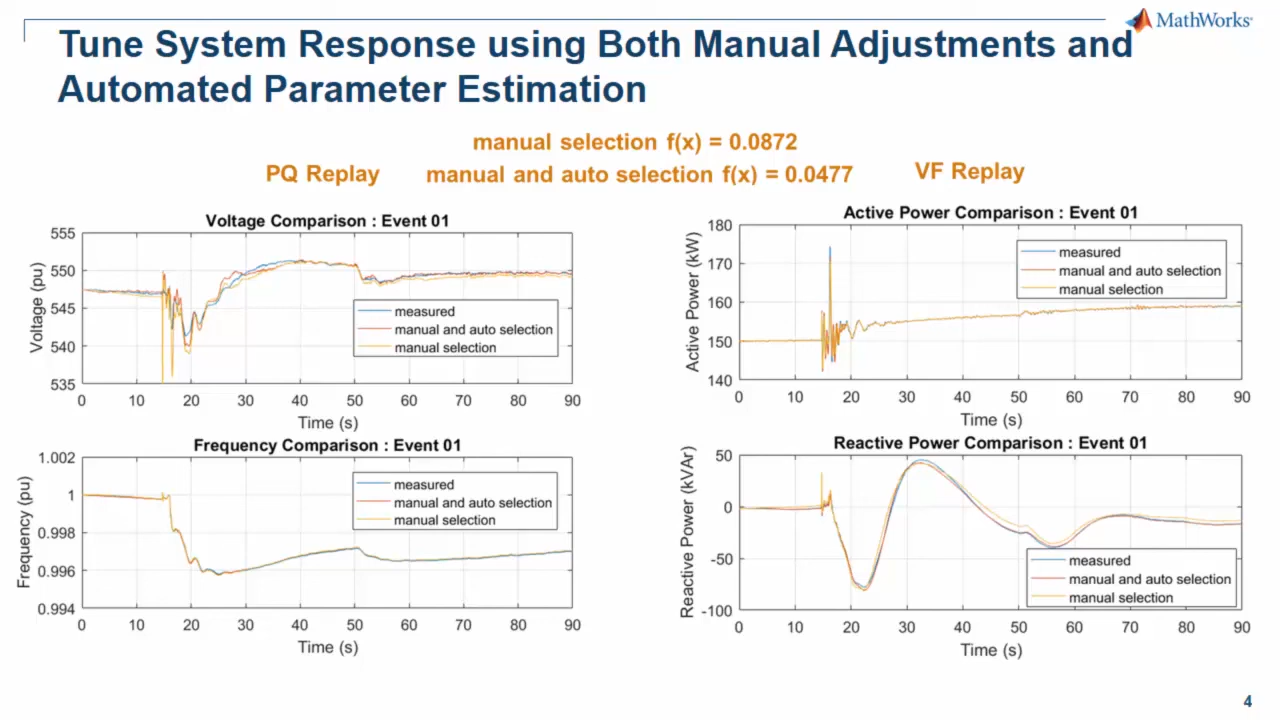 MathWorks
Tune System Response using Both Manual Adjustments and
Automated Parameter Estimation
manual selection f(x) = 0.0872
PQ Replay
manual and auto selection f(x) = 0.0477
VF Replay
Voltage Comparison : Event 01
Voltage (pu)
555
550
545
540
535
measured
manual and auto selection
manual selection
0 10 20 30 40 50 60 70 80 90
Time (s)
Active Power Comparison : Event 01
Active Power (kW)
180
170
160
150
140
measured
manual and auto selection
manual selection
0 10 20 30 40 50 60 70 80 90
Time (s)
Frequency Comparison : Event 01
Frequency (pu)
1.002
1
0.998
0.996
0.994
measured
manual and auto selection
manual selection
0 10 20 30 40 50 60 70 80 90
Time (s)
Reactive Power Comparison : Event 01
Reactive Power (kVAr)
50
0
-50
-100
measured
manual and auto selection
manual selection
0 10 20 30 40 50 60 70 80 90
Time (s)
4